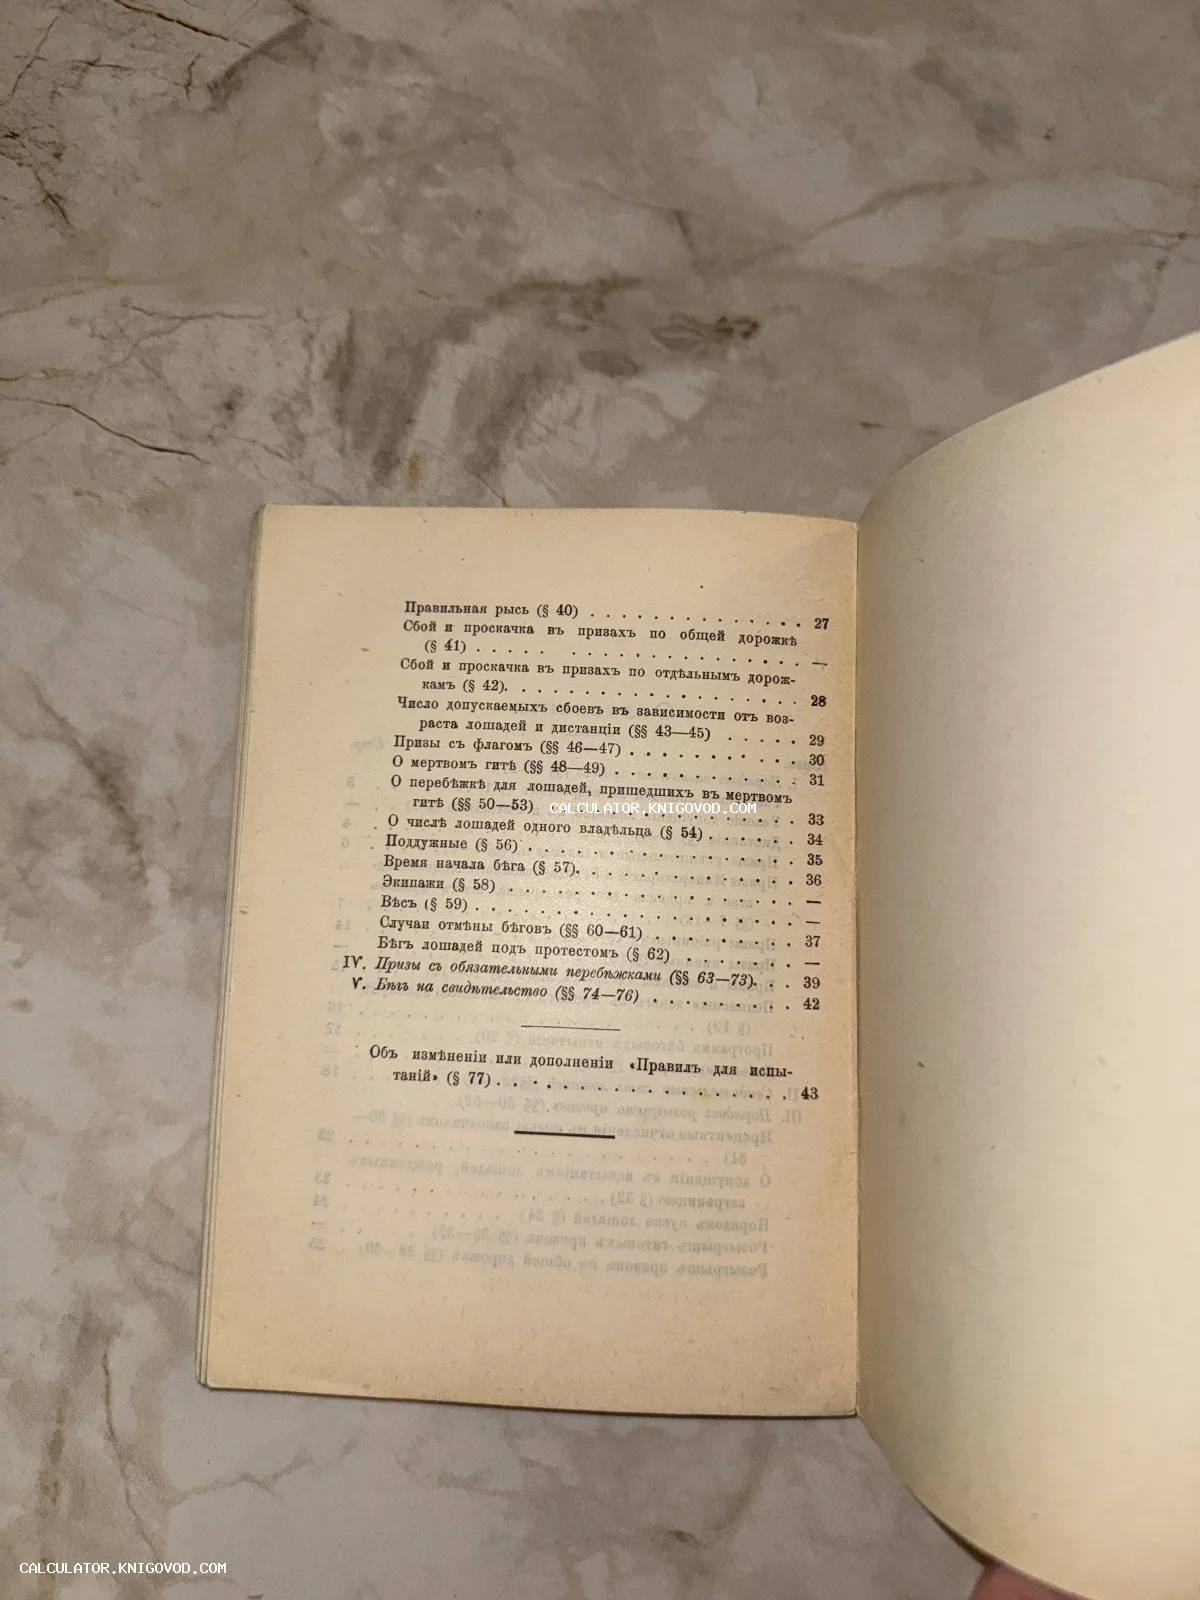 Правильная рысь (§ 40) . . . . . . . . . . . . . . 27
Сбой и проскачка въ призахъ по общей дорожкѣ
(§ 41) . . . . . . . . . . . . . . . . . —
Сбой и проскачка въ призахъ по отдѣльнымъ дорож-
камъ (§ 42). . . . . . . . . . . . . . . . 28
Число допускаемыхъ сбоевъ въ зависимости отъ воз-
раста лошадей и дистанціи (§§ 43—45) . . . . . 29
Призы съ флагомъ (§§ 46—47) . . . . . . . . . . 30
О мертвомъ гитѣ (§§ 48—49) . . . . . . . . . . . 31
О перебѣжкѣ для лошадей, пришедшихъ въ мертвомъ
гитѣ (§§ 50—53) . . . . . . . . . . . . . . 33
О числѣ лошадей одного владѣльца (§ 54) . . . . . 34
Поддужные (§ 56) . . . . . . . . . . . . . . . 35
Время начала бѣга (§ 57). . . . . . . . . . . . 36
Экипажи (§ 58) . . . . . . . . . . . . . . . . —
Вѣсъ (§ 59) . . . . . . . . . . . . . . . . . —
Случаи отмѣны бѣговъ (§§ 60—61) . . . . . . . . 37
Бѣгъ лошадей подъ протестомъ (§ 62) . . . . . . —
IV. Призы съ обязательными перебѣжками (§§ 63—73). . . 39
V. Бѣгъ на свидѣтельство (§§ 74—76) . . . . . . . . 42
Объ измѣненіи или дополненіи «Правилъ для испы-
таній» (§ 77) . . . . . . . . . . . . . . . . 43
CALCULATOR.KNIGOVOD.COM
CALCULATOR.KNIGOVOD.COM
CALCULATOR.KNIGOVOD.COM